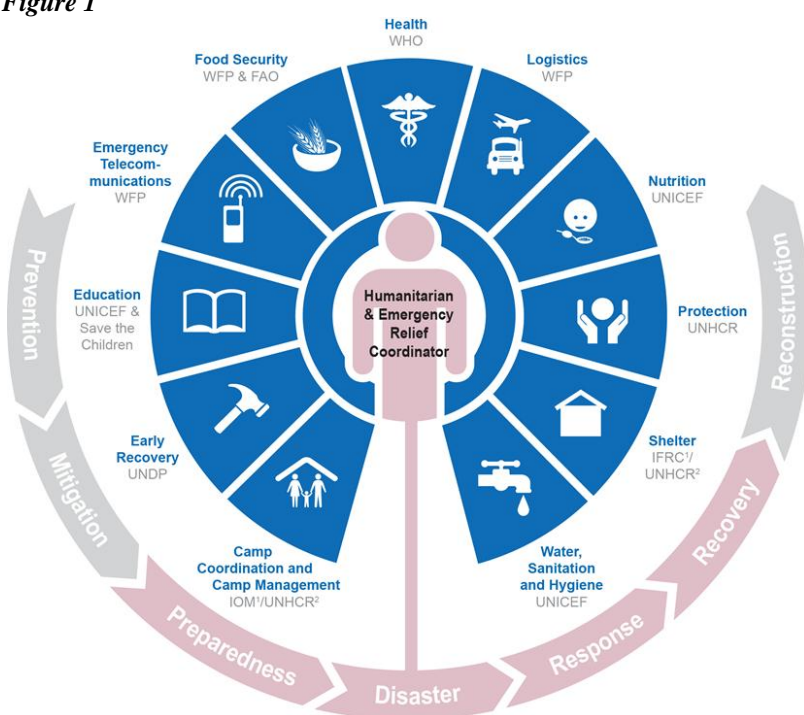 Figure 1
Health
WHO
Food Security
WFP & FAO
Logistics
WFP
Emergency
Telecom-
munications
WFP
Nutrition
UNICEF
Education
UNICEF &
Save the
Children
Humanitarian
& Emergency
Relief
Coordinator
Protection
UNHCR
Early
Recovery
UNDP
Shelter
IFRC¹/
UNHCR²
Camp
Coordination and
Camp Management
IOM¹/UNHCR²
Water,
Sanitation
and Hygiene
UNICEF
Prevention
Mitigation
Preparedness
Disaster
Response
Recovery
Reconstruction